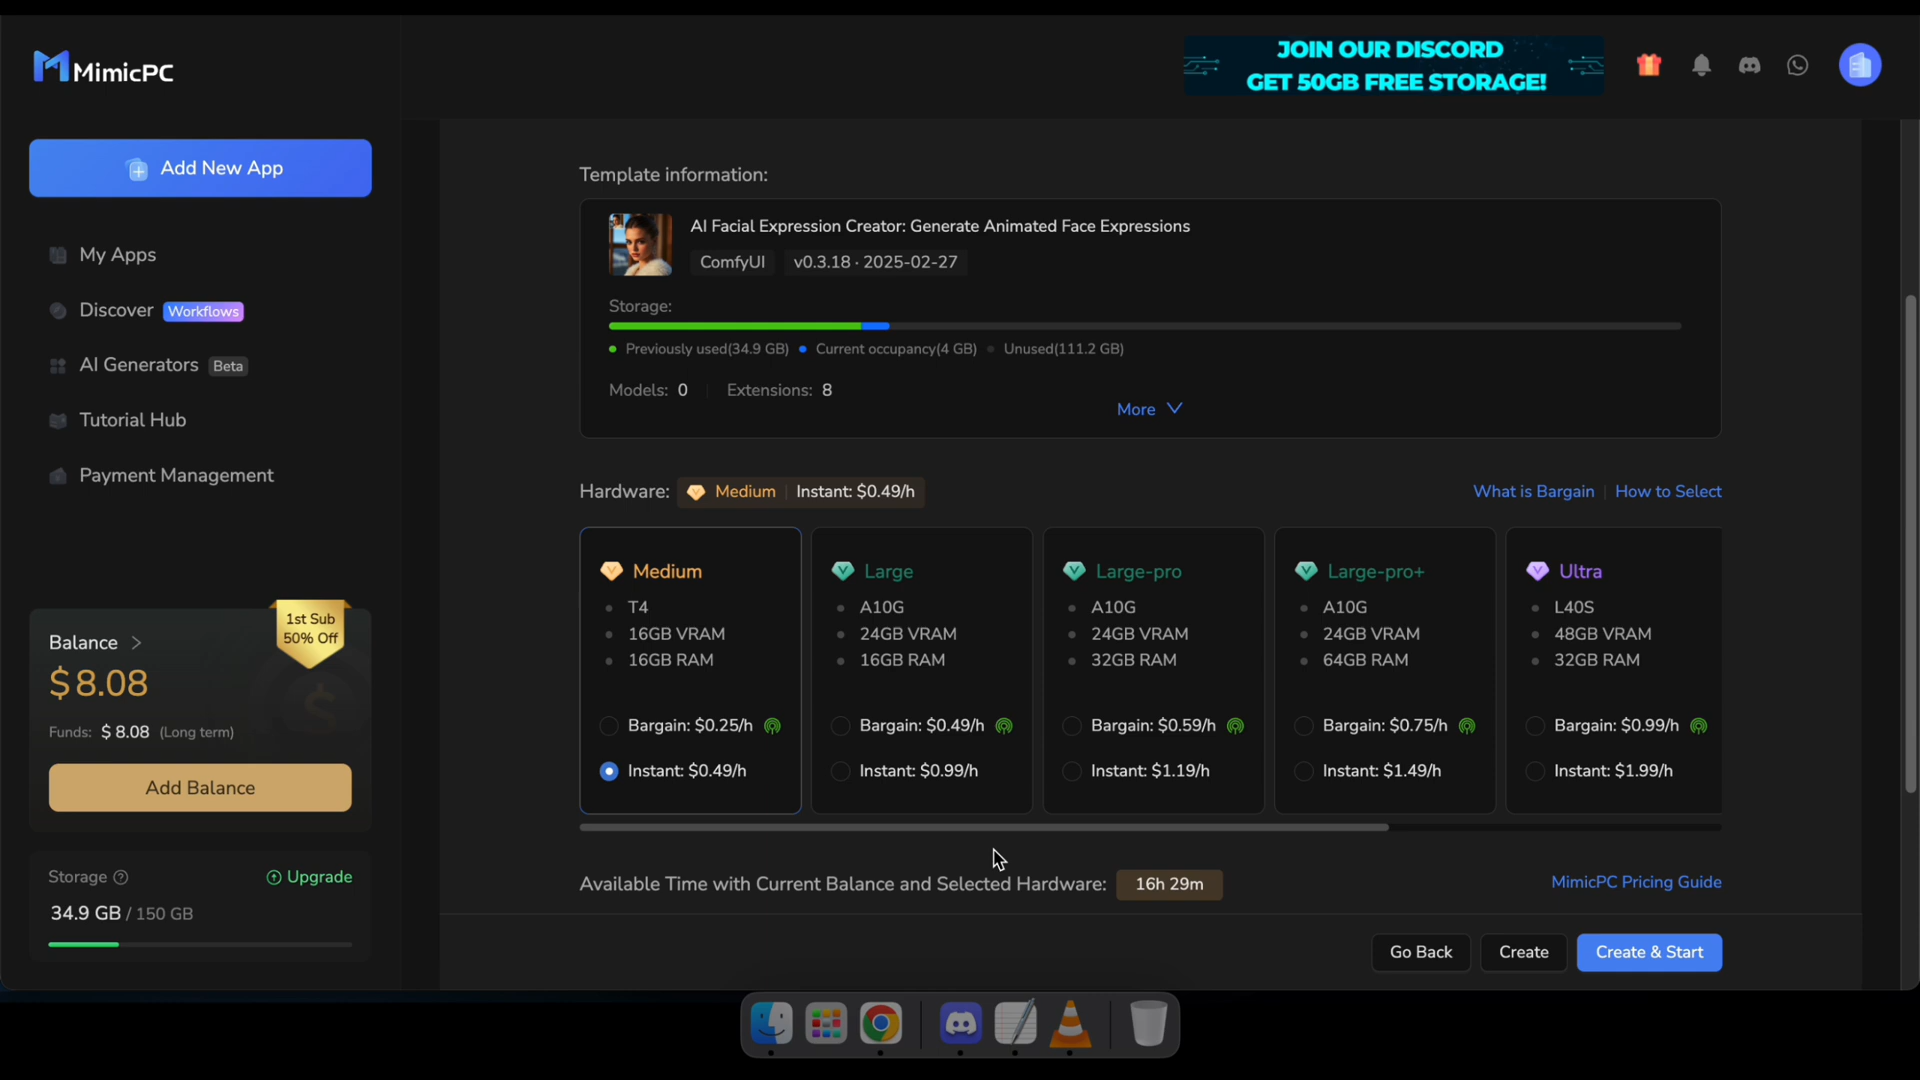 MimicPC
JOIN OUR DISCORD
GET 50GB FREE STORAGE!
Add New App
My Apps
Discover Workflows
AI Generators Beta
Tutorial Hub
Payment Management
1st Sub
50% Off
Balance >
$8.08
Funds: $ 8.08 (Long term)
Add Balance
Storage ? Upgrade
34.9 GB / 150 GB
Template information:
AI Facial Expression Creator: Generate Animated Face Expressions
ComfyUI v0.3.18 · 2025-02-27
Storage:
Previously used(34.9 GB) Current occupancy(4 GB) Unused(111.2 GB)
Models: 0 | Extensions: 8
More
Hardware: Medium | Instant: $0.49/h What is Bargain | How to Select
Medium
T4
16GB VRAM
16GB RAM
Bargain: $0.25/h
Instant: $0.49/h
Large
A10G
24GB VRAM
16GB RAM
Bargain: $0.49/h
Instant: $0.99/h
Large-pro
A10G
24GB VRAM
32GB RAM
Bargain: $0.59/h
Instant: $1.19/h
Large-pro+
A10G
24GB VRAM
64GB RAM
Bargain: $0.75/h
Instant: $1.49/h
Ultra
L40S
48GB VRAM
32GB RAM
Bargain: $0.99/h
Instant: $1.99/h
Available Time with Current Balance and Selected Hardware: 16h 29m MimicPC Pricing Guide
Go Back Create Create & Start